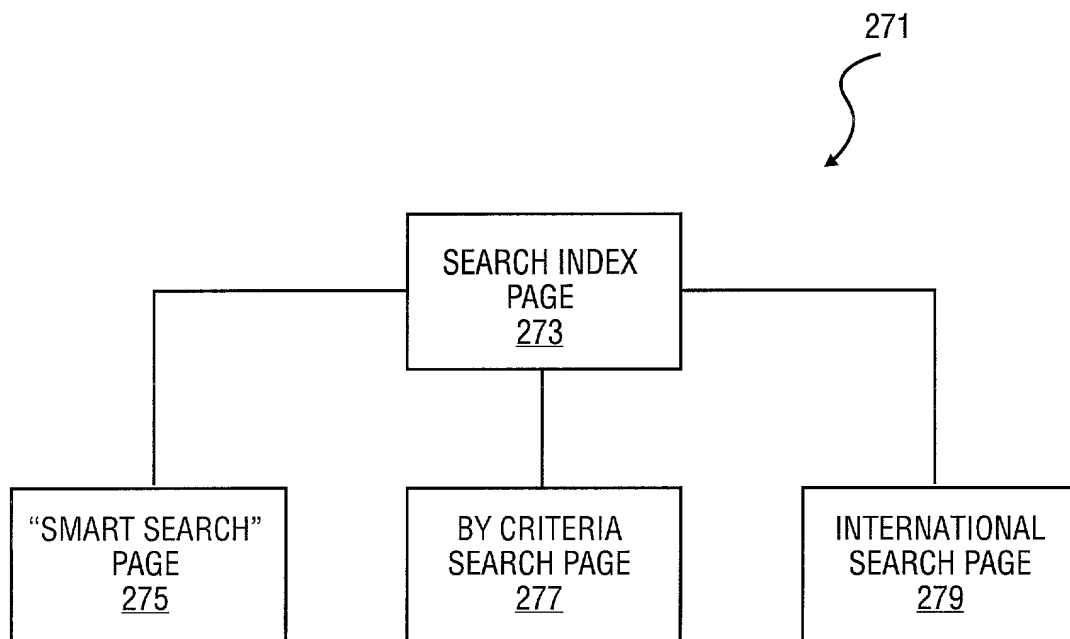 271
SEARCH INDEX
PAGE
273
“SMART SEARCH”
PAGE
275
BY CRITERIA
SEARCH PAGE
277
INTERNATIONAL
SEARCH PAGE
279